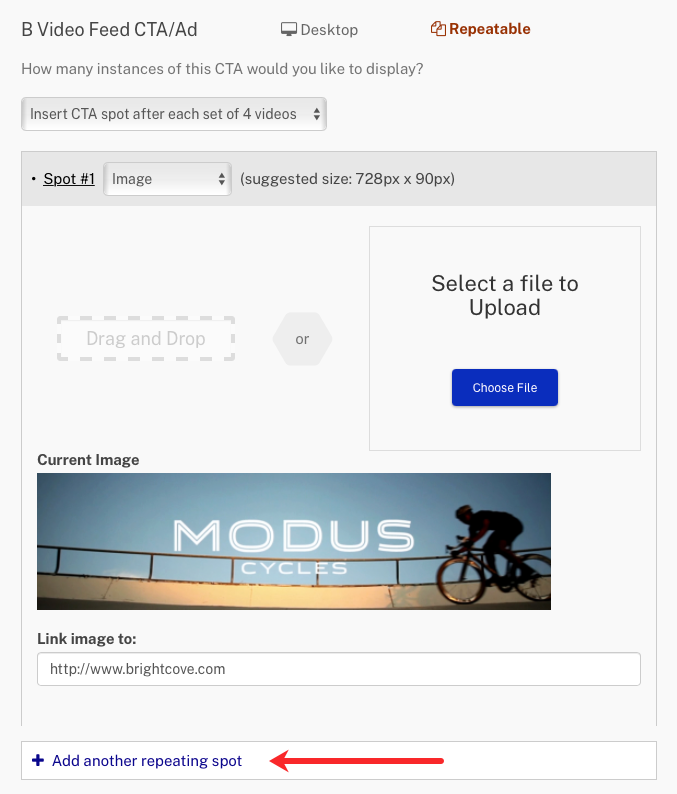 B Video Feed CTA/Ad Desktop Repeatable
How many instances of this CTA would you like to display?
Insert CTA spot after each set of 4 videos
• Spot #1 Image (suggested size: 728px x 90px)
Select a file to
Upload
Drag and Drop or
Choose File
Current Image
MODUS
CYCLES
Link image to:
http://www.brightcove.com
+ Add another repeating spot